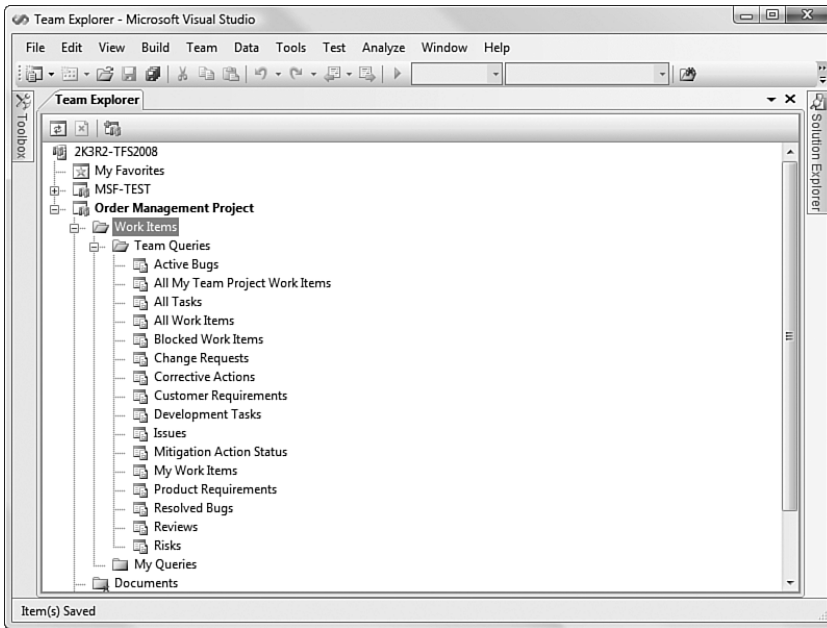 Team Explorer - Microsoft Visual Studio
File Edit View Build Team Data Tools Test Analyze Window Help
Toolbox
Team Explorer
Solution Explorer
2K3R2-TFS2008
My Favorites
MSF-TEST
Order Management Project
Work Items
Team Queries
Active Bugs
All My Team Project Work Items
All Tasks
All Work Items
Blocked Work Items
Change Requests
Corrective Actions
Customer Requirements
Development Tasks
Issues
Mitigation Action Status
My Work Items
Product Requirements
Resolved Bugs
Reviews
Risks
My Queries
Documents
Item(s) Saved